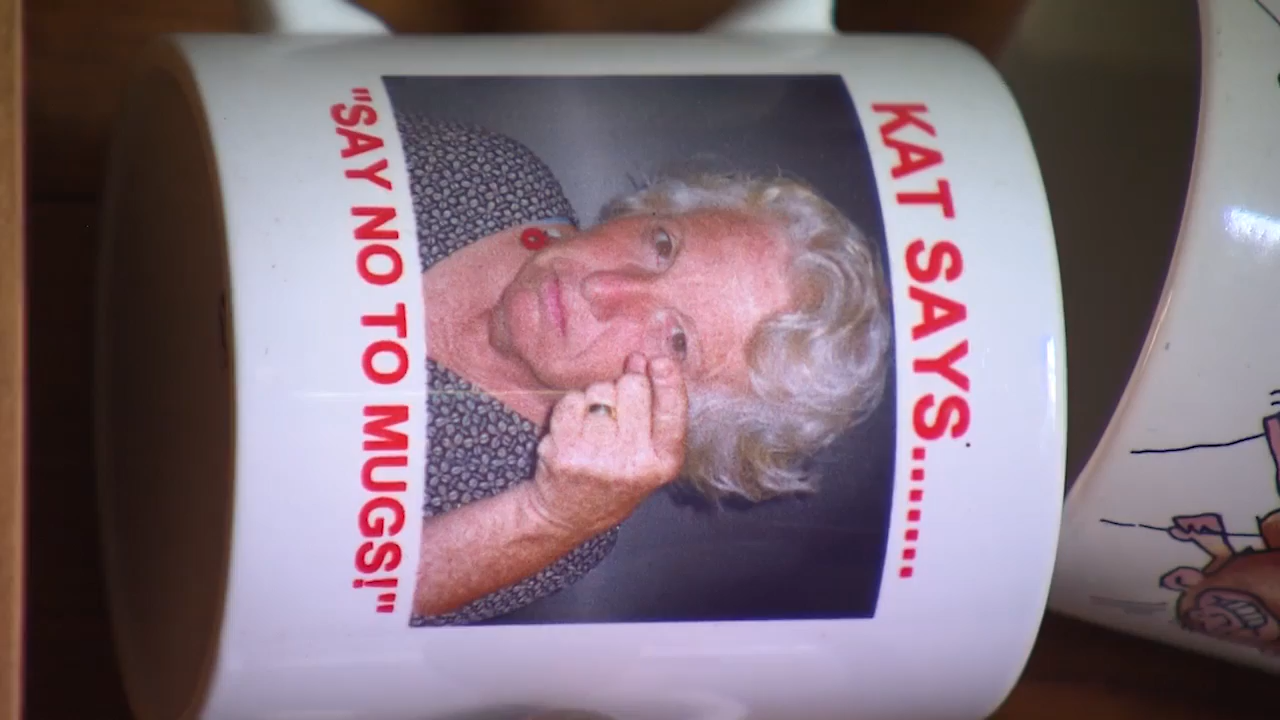 KAT SAYS.......
"SAY NO TO MUGS!"